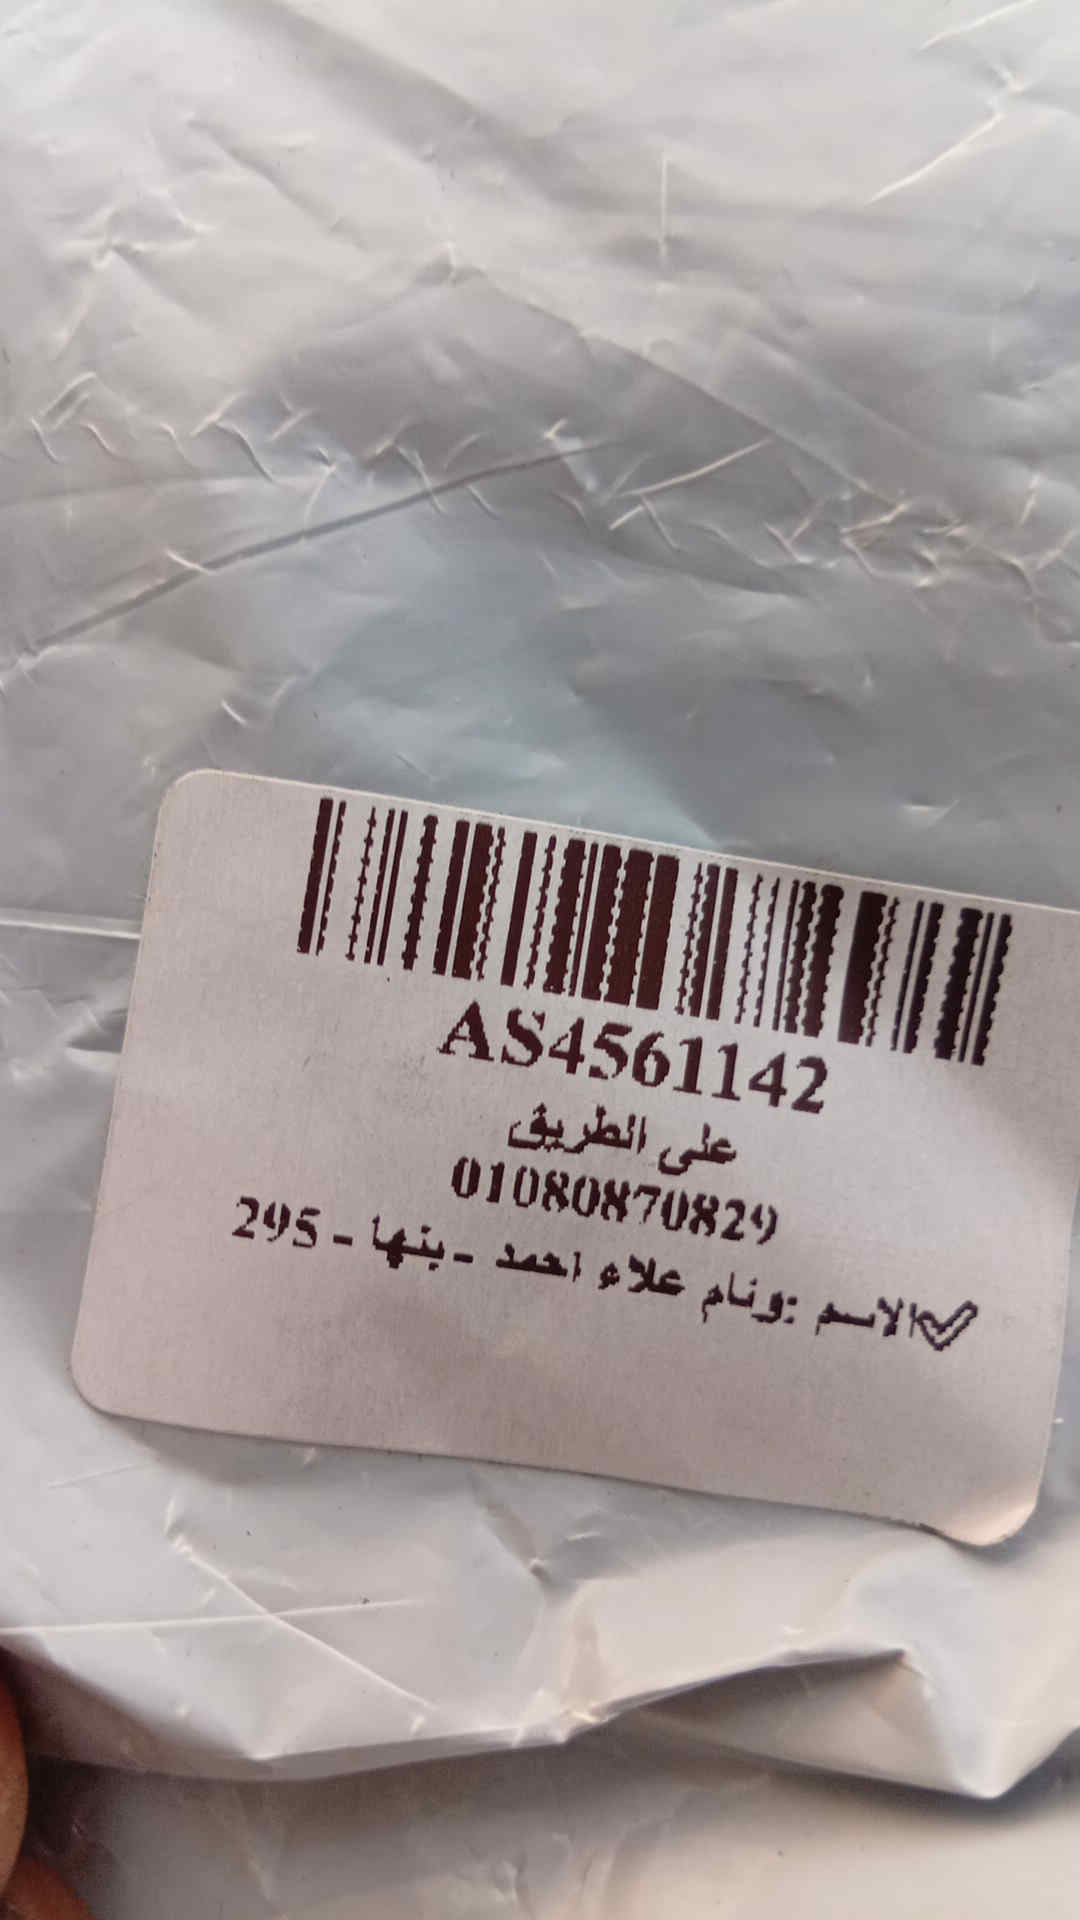 AS4561142
على الطريق
01080870829
✓الاسم :ونام علاء احمد - بنها - 295